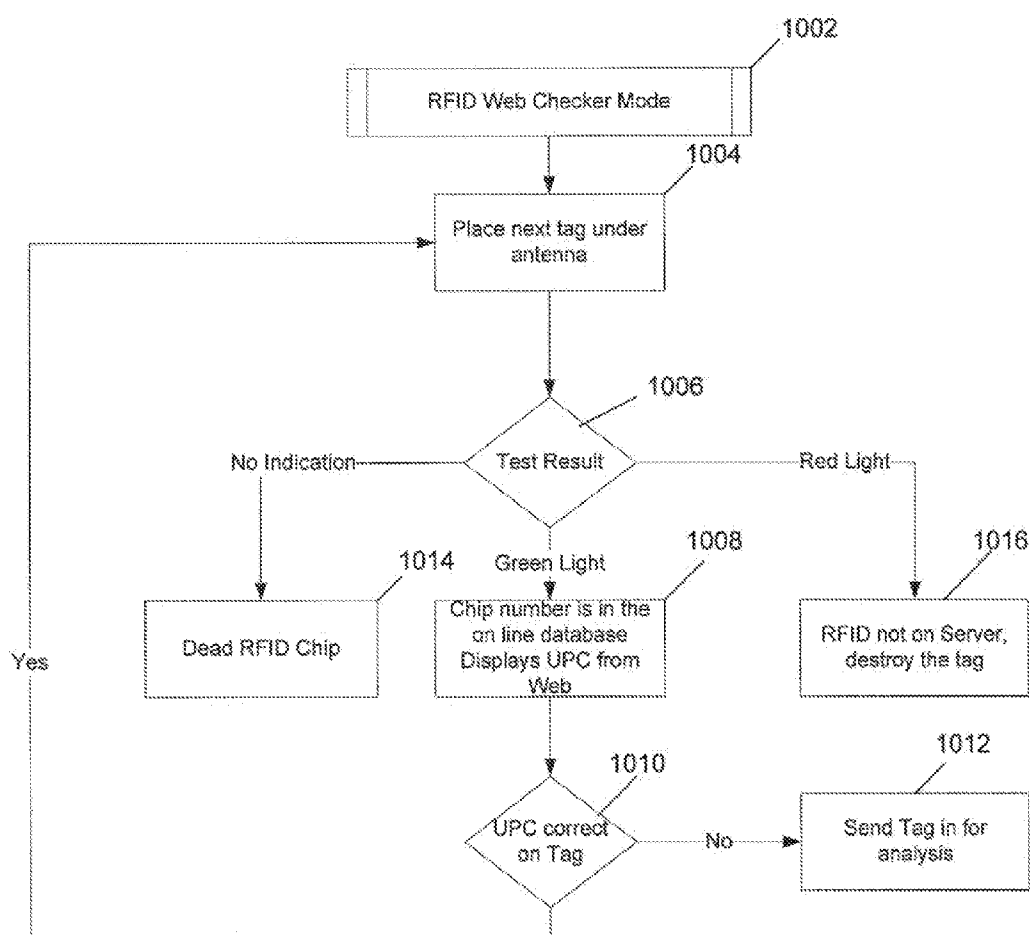 1002
RFID Web Checker Mode
1004
Place next tag under
antenna
1006
Test Result
No Indication
Red Light
Green Light
1014
Dead RFID Chip
1008
Chip number is in the
on line database
Displays UPC from
Web
1016
RFID not on Server,
destroy the tag
Yes
1010
UPC correct
on Tag
No
1012
Send Tag in for
analysis